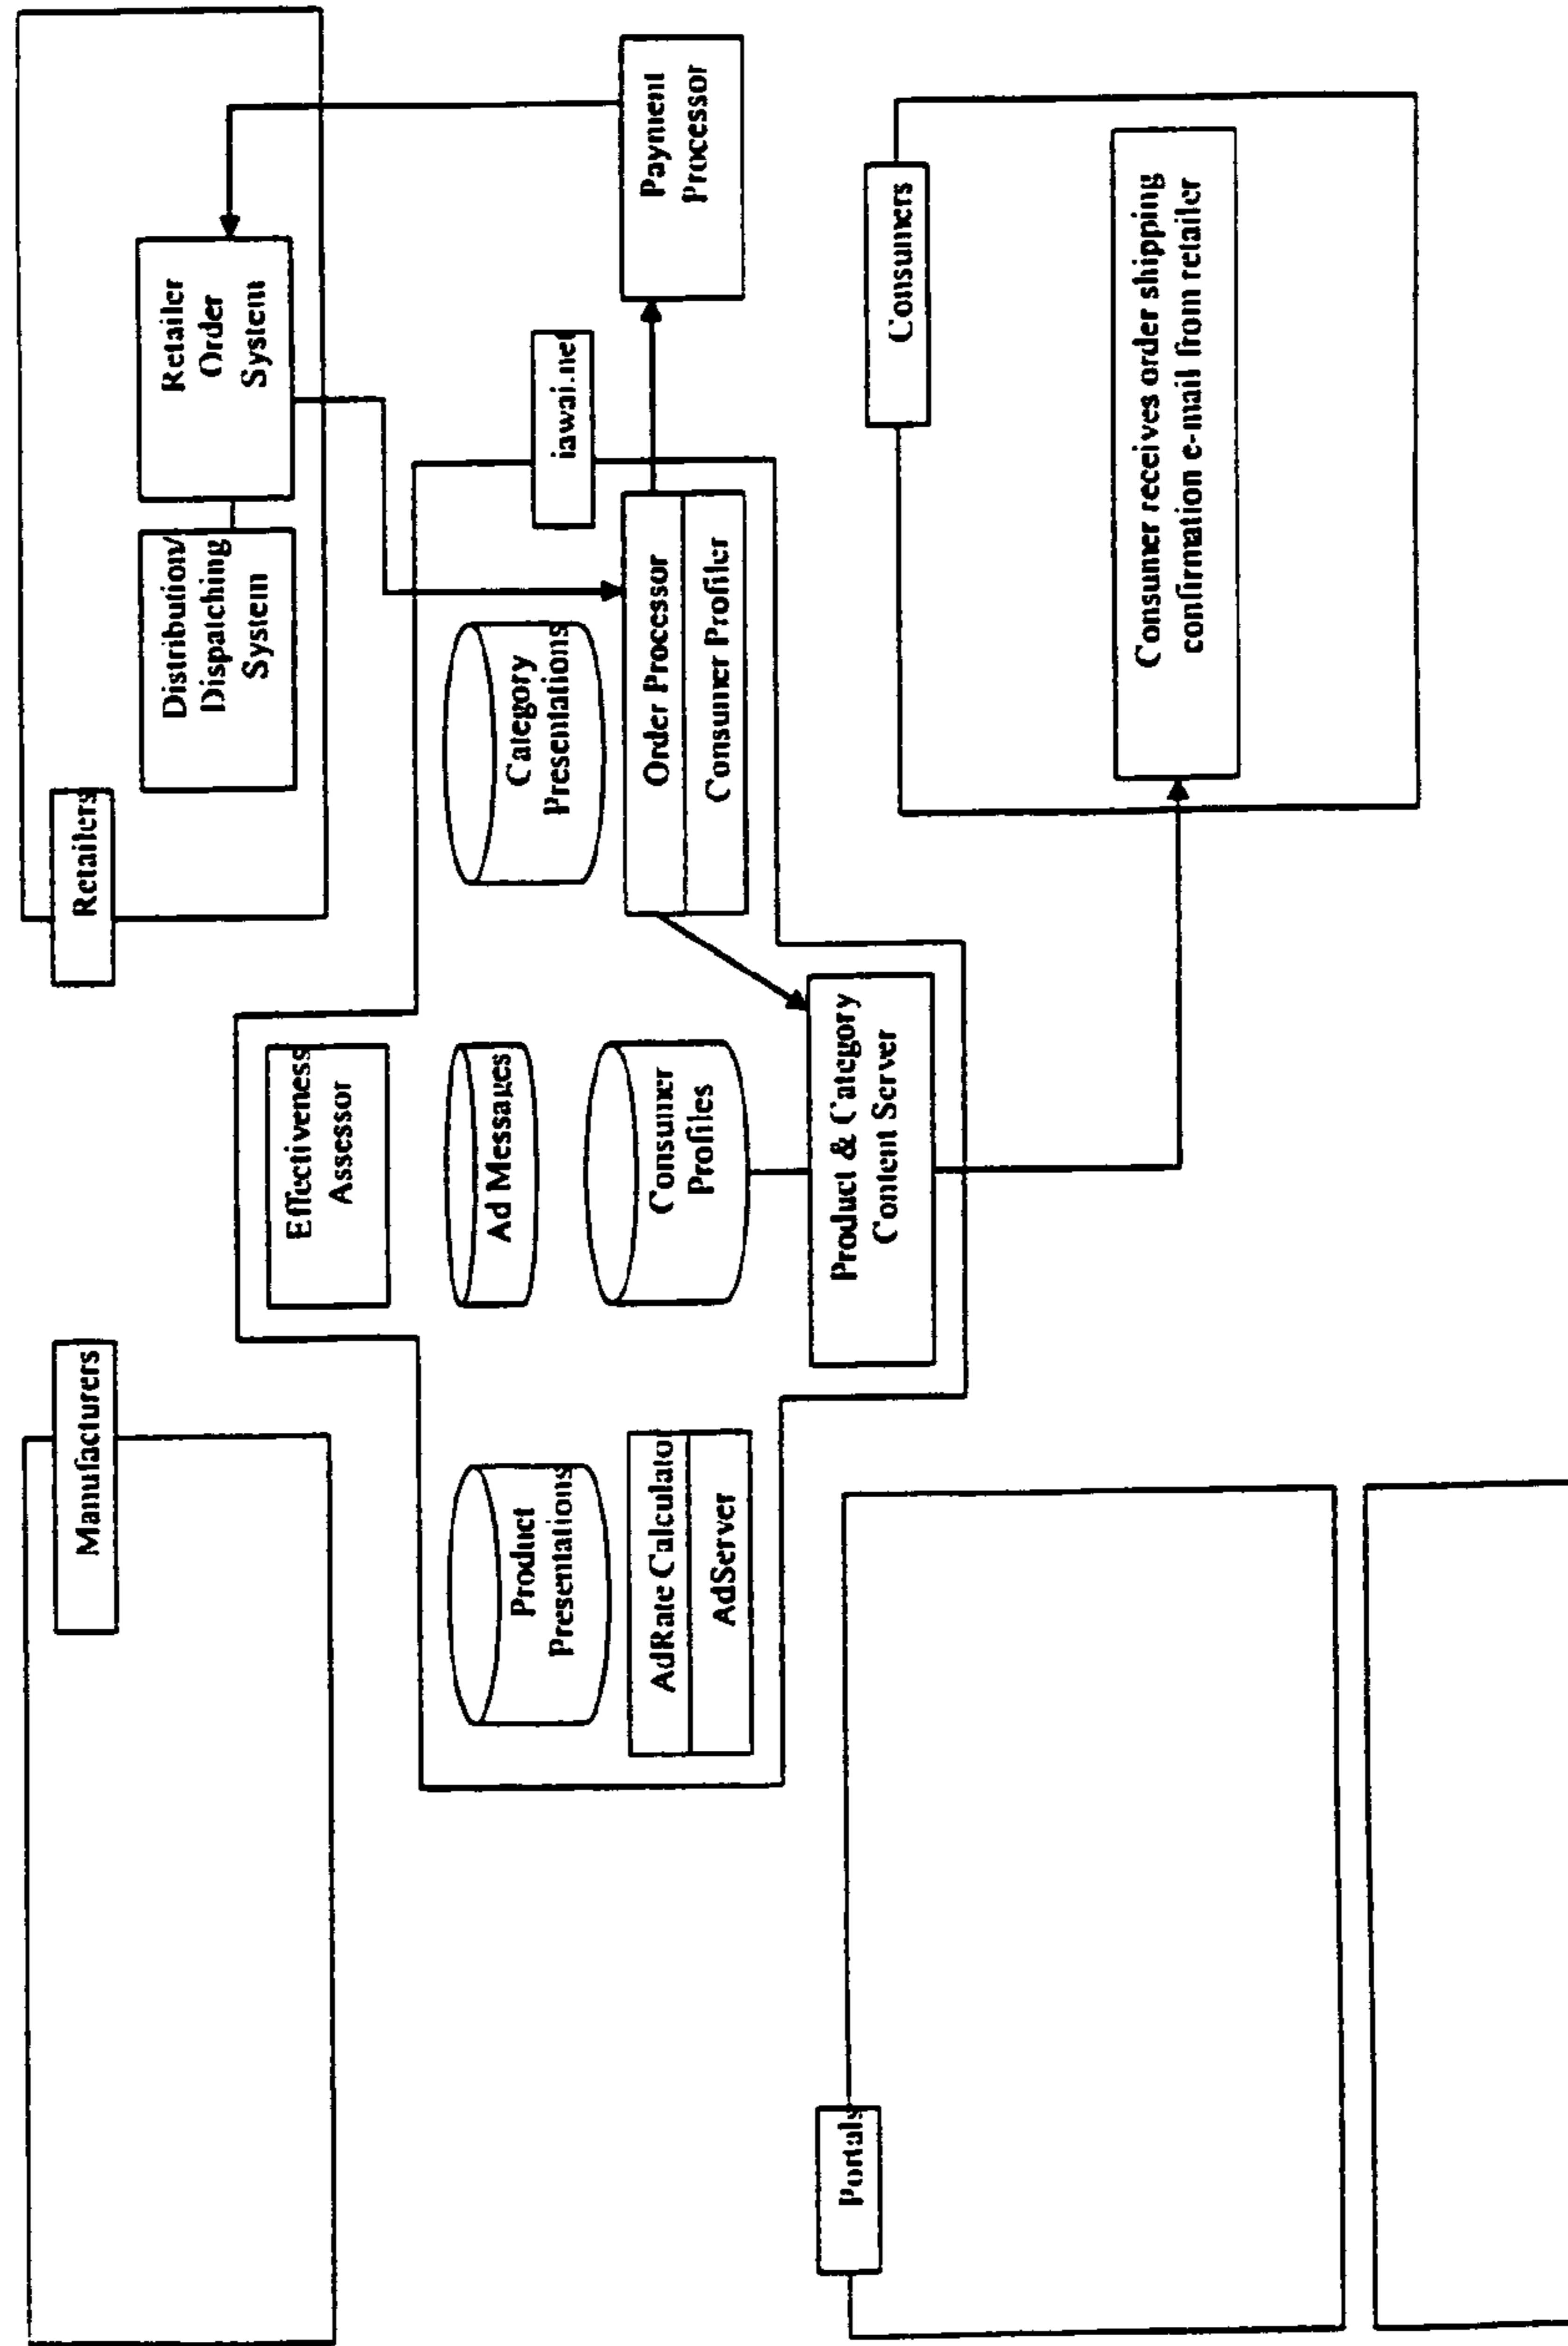 Manufacturers
Retailers
Distribution/
Dispatching
System
Retailer
Order
System
Effectiveness
Assessor
iawai.net
Product
Presentations
Ad Messages
Category
Presentations
Consumer
Profiles
AdRate Calculator
AdServer
Order Processor
Consumer Profiler
Payment
Processor
Product & Category
Content Server
Portals
Consumers
Consumer receives order shipping
confirmation e-mail from retailer